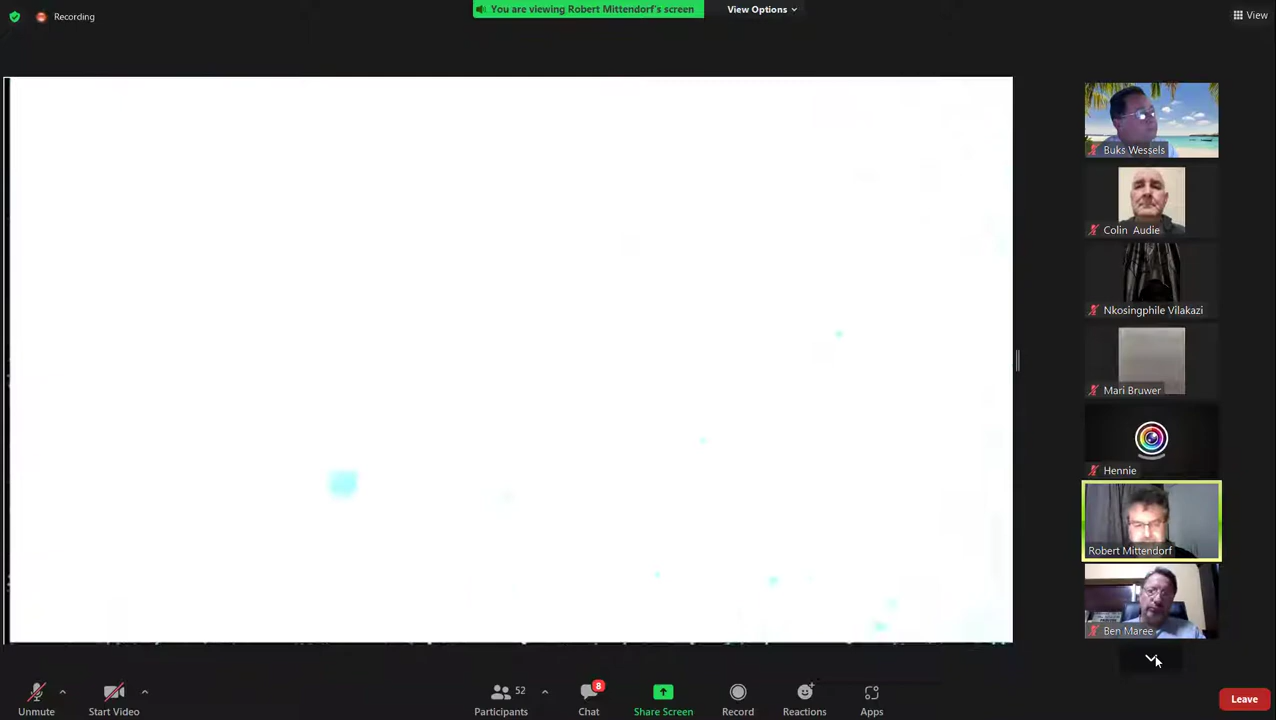 Recording
You are viewing Robert Mittendorf's screen
View Options
View
Buks Wessels
Colin Audie
Nkosingphile Vilakazi
Mari Bruwer
Hennie
Robert Mittendorf
Ben Maree
Unmute
Start Video
52
Participants
8
Chat
Share Screen
Record
Reactions
Apps
Leave